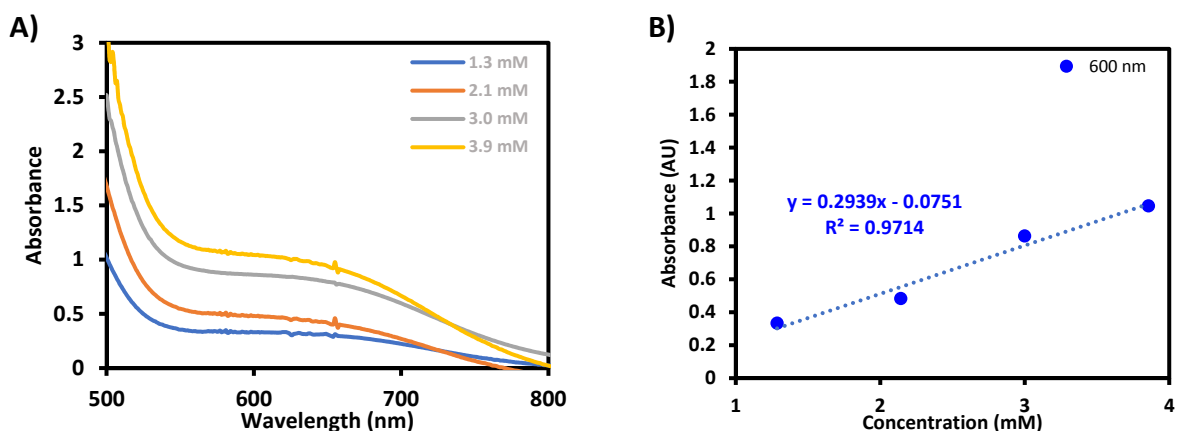 A)
3
2.5
2
1.5
1
0.5
0
500
600
700
800
Absorbance
Wavelength (nm)
1.3 mM
2.1 mM
3.0 mM
3.9 mM
B)
2
1.8
1.6
1.4
1.2
1
0.8
0.6
0.4
0.2
0
1
2
3
4
Absorbance (AU)
Concentration (mM)
600 nm
y = 0.2939x - 0.0751
R² = 0.9714